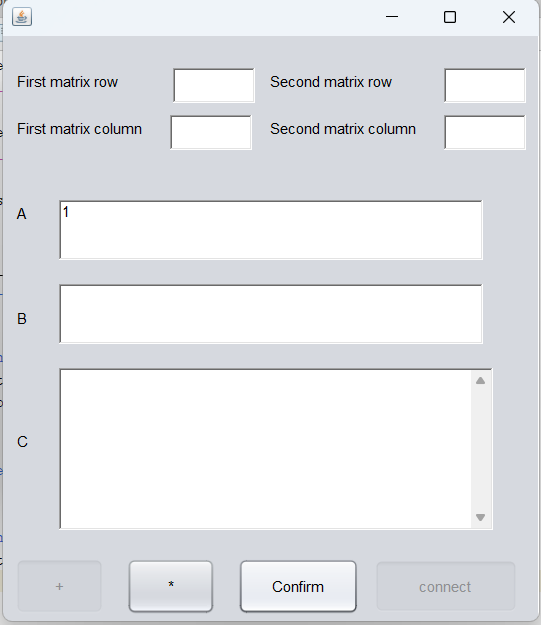 First matrix row Second matrix row
First matrix column Second matrix column
A 1
B
C
+ * Confirm connect